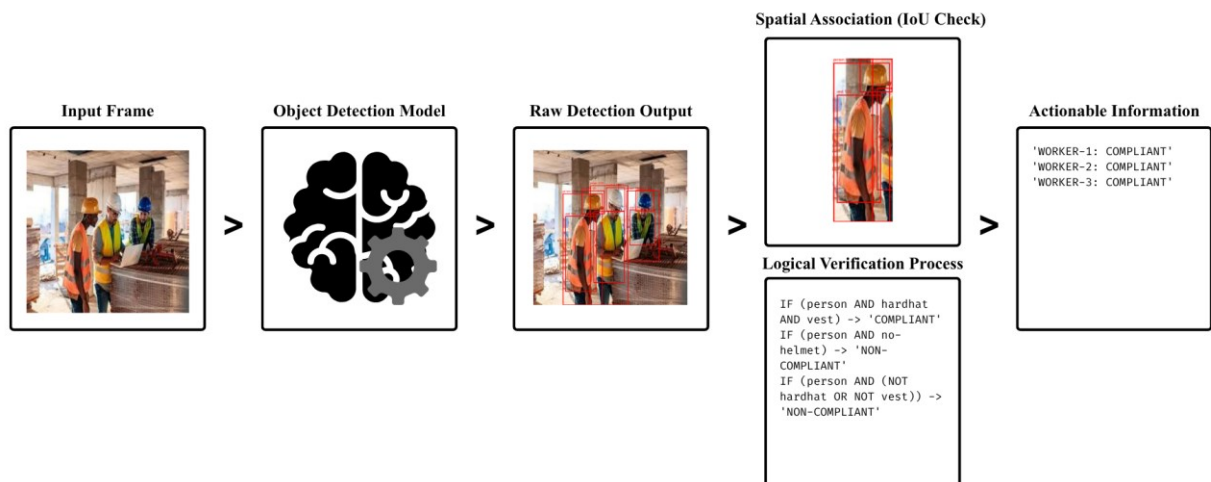 Input Frame
>
Object Detection Model
>
Raw Detection Output
>
Spatial Association (IoU Check)
Logical Verification Process
IF (person AND hardhat
AND vest) -> 'COMPLIANT'
IF (person AND no-
helmet) -> 'NON-
COMPLIANT'
IF (person AND (NOT
hardhat OR NOT vest)) ->
'NON-COMPLIANT'
>
Actionable Information
'WORKER-1: COMPLIANT'
'WORKER-2: COMPLIANT'
'WORKER-3: COMPLIANT'